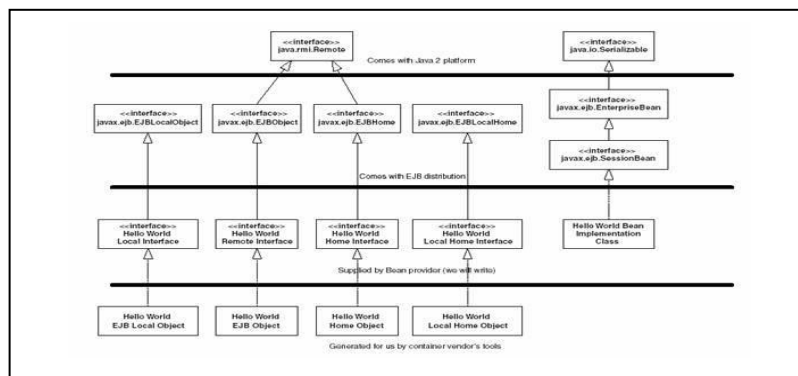 <<interface>>
java.rmi.Remote
<<interface>>
java.io.Serializable
Comes with Java 2 platform
<<interface>>
javax.ejb.EJBLocalObject
<<interface>>
javax.ejb.EJBObject
<<interface>>
javax.ejb.EJBHome
<<interface>>
javax.ejb.EJBLocalHome
<<interface>>
javax.ejb.EnterpriseBean
<<interface>>
javax.ejb.SessionBean
Comes with EJB distribution
<<interface>>
Hello World
Local Interface
<<interface>>
Hello World
Remote Interface
<<interface>>
Hello World
Home Interface
<<interface>>
Hello World
Local Home Interface
Hello World Bean
Implementation
Class
Supplied by Bean provider (we will write)
Hello World
EJB Local Object
Hello World
EJB Object
Hello World
Home Object
Hello World
Local Home Object
Generated for us by container vendor's tools